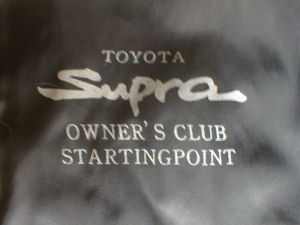 TOYOTA
Supra
OWNER'S CLUB
STARTINGPOINT